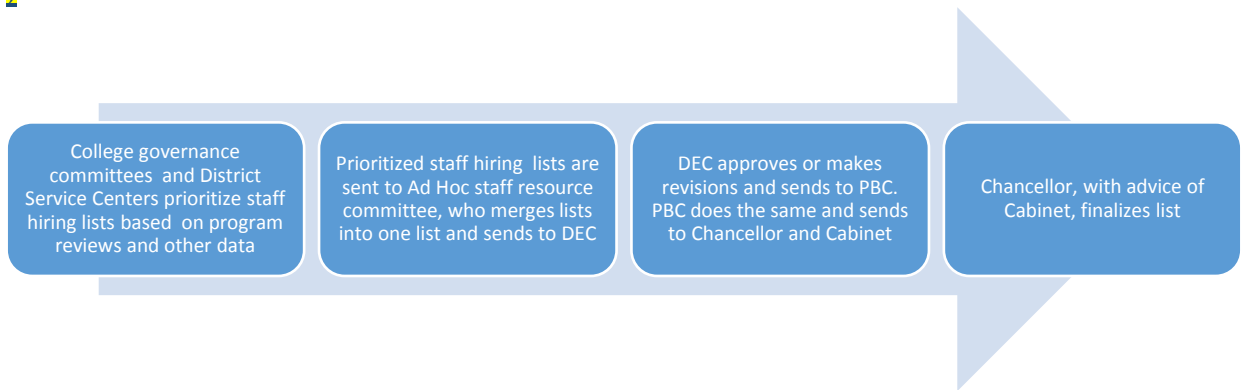 College governance
committees and District
Service Centers prioritize staff
hiring lists based on program
reviews and other data
Prioritized staff hiring lists are
sent to Ad Hoc staff resource
committee, who merges lists
into one list and sends to DEC
DEC approves or makes
revisions and sends to PBC.
PBC does the same and sends
to Chancellor and Cabinet
Chancellor, with advice of
Cabinet, finalizes list